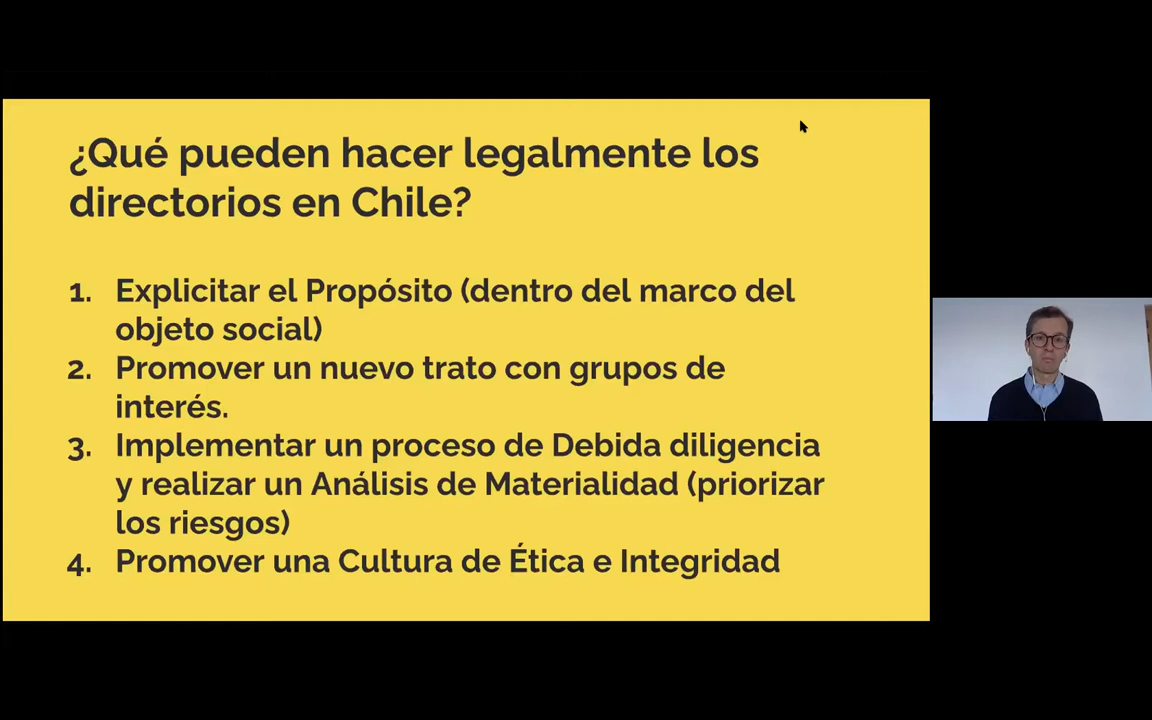 ¿Qué pueden hacer legalmente los
directorios en Chile?
1. Explicitar el Propósito (dentro del marco del
objeto social)
2. Promover un nuevo trato con grupos de
interés.
3. Implementar un proceso de Debida diligencia
y realizar un Análisis de Materialidad (priorizar
los riesgos)
4. Promover una Cultura de Ética e Integridad